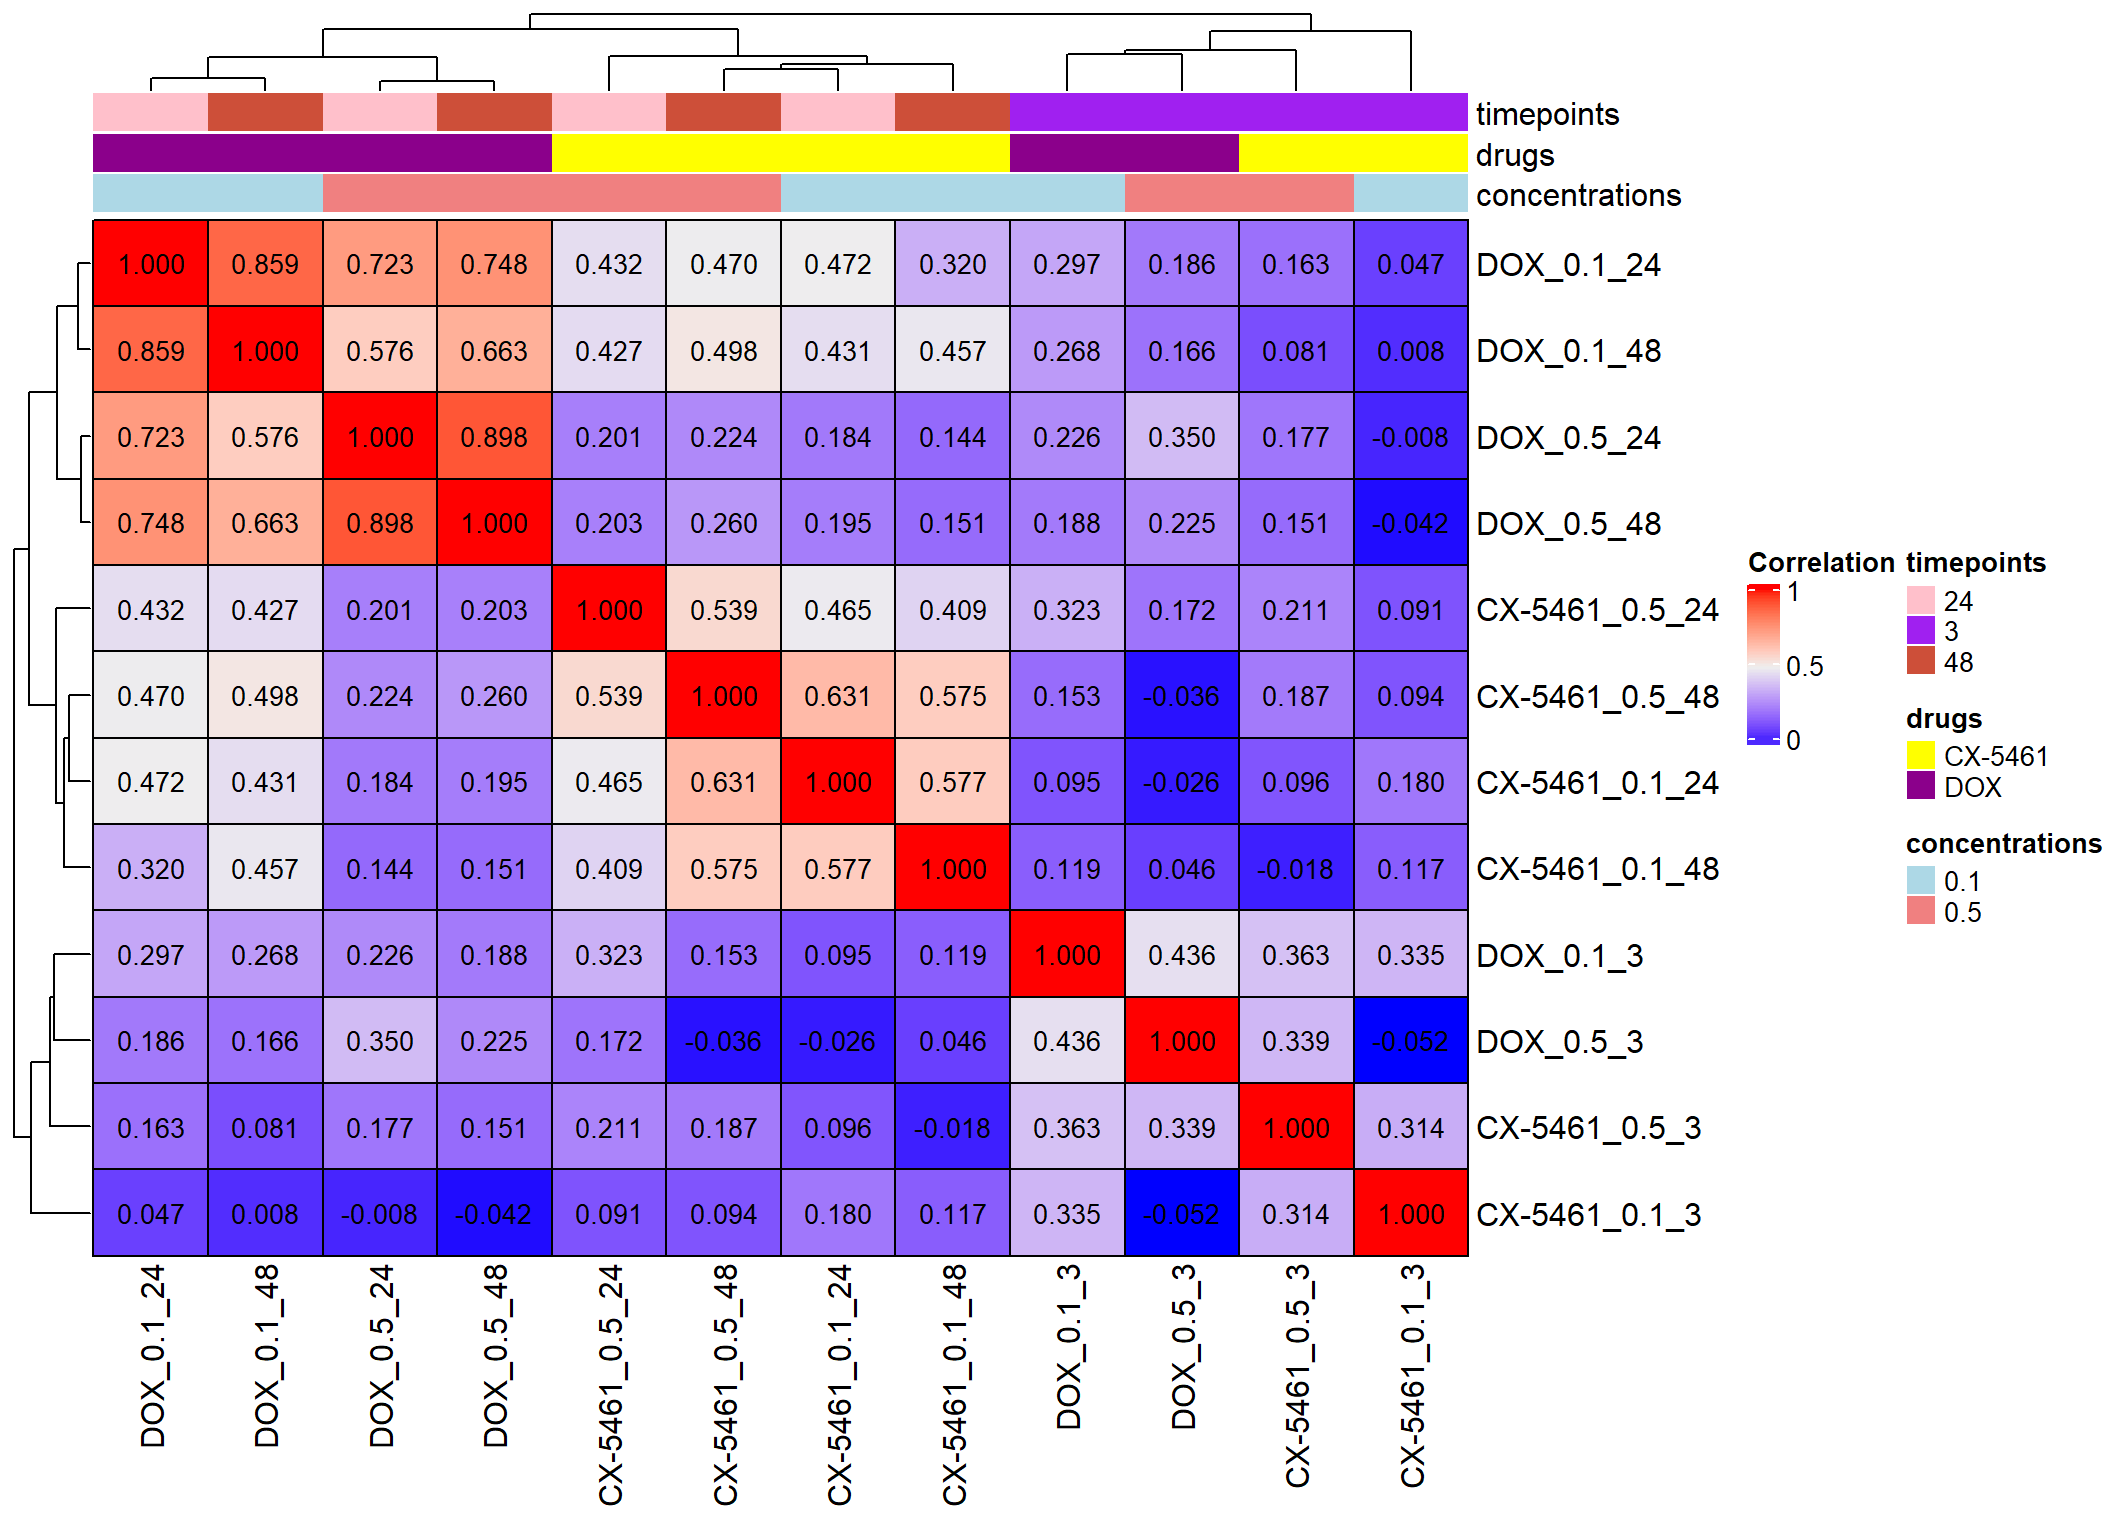 timepoints
drugs
concentrations
1.000 0.859 0.723 0.748 0.432 0.470 0.472 0.320 0.297 0.186 0.163 0.047 DOX_0.1_24
0.859 1.000 0.576 0.663 0.427 0.498 0.431 0.457 0.268 0.166 0.081 0.008 DOX_0.1_48
0.723 0.576 1.000 0.898 0.201 0.224 0.184 0.144 0.226 0.350 0.177 -0.008 DOX_0.5_24
0.748 0.663 0.898 1.000 0.203 0.260 0.195 0.151 0.188 0.225 0.151 -0.042 DOX_0.5_48
0.432 0.427 0.201 0.203 1.000 0.539 0.465 0.409 0.323 0.172 0.211 0.091 CX-5461_0.5_24
0.470 0.498 0.224 0.260 0.539 1.000 0.631 0.575 0.153 -0.036 0.187 0.094 CX-5461_0.5_48
0.472 0.431 0.184 0.195 0.465 0.631 1.000 0.577 0.095 -0.026 0.096 0.180 CX-5461_0.1_24
0.320 0.457 0.144 0.151 0.409 0.575 0.577 1.000 0.119 0.046 -0.018 0.117 CX-5461_0.1_48
0.297 0.268 0.226 0.188 0.323 0.153 0.095 0.119 1.000 0.436 0.363 0.335 DOX_0.1_3
0.186 0.166 0.350 0.225 0.172 -0.036 -0.026 0.046 0.436 1.000 0.339 -0.052 DOX_0.5_3
0.163 0.081 0.177 0.151 0.211 0.187 0.096 -0.018 0.363 0.339 1.000 0.314 CX-5461_0.5_3
0.047 0.008 -0.008 -0.042 0.091 0.094 0.180 0.117 0.335 -0.052 0.314 1.000 CX-5461_0.1_3
DOX_0.1_24
DOX_0.1_48
DOX_0.5_24
DOX_0.5_48
CX-5461_0.5_24
CX-5461_0.5_48
CX-5461_0.1_24
CX-5461_0.1_48
DOX_0.1_3
DOX_0.5_3
CX-5461_0.5_3
CX-5461_0.1_3
Correlation
1
0.5
0
timepoints
24
3
48
drugs
CX-5461
DOX
concentrations
0.1
0.5